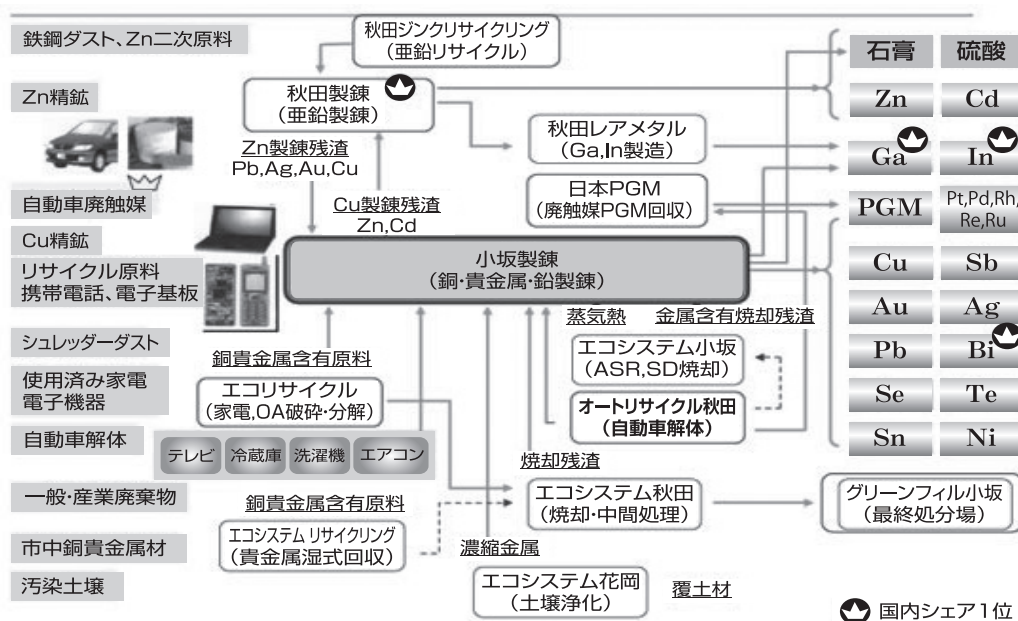 鉄鋼ダスト、Zn二次原料
Zn精鉱
自動車廃触媒
Cu精鉱
リサイクル原料
携帯電話、電子基板
シュレッダーダスト
使用済み家電
電子機器
自動車解体
一般・産業廃棄物
市中銅貴金属材
汚染土壌
秋田ジンクリサイクリング
(亜鉛リサイクル)
秋田製錬
(亜鉛製錬)
Zn製錬残渣
Pb,Ag,Au,Cu
Cu製錬残渣
Zn,Cd
秋田レアメタル
(Ga,In製造)
日本PGM
(廃触媒PGM回収)
小坂製錬
(銅・貴金属・鉛製錬)
蒸気熱
金属含有焼却残渣
銅貴金属含有原料
エコシステム小坂
(ASR,SD焼却)
エコリサイクル
(家電,OA破砕・分解)
オートリサイクル秋田
(自動車解体)
テレビ
冷蔵庫
洗濯機
エアコン
焼却残渣
銅貴金属含有原料
エコシステム秋田
(焼却・中間処理)
グリーンフィル小坂
(最終処分場)
エコシステム リサイクリング
(貴金属湿式回収)
濃縮金属
エコシステム花岡
(土壌浄化)
覆土材
石膏 硫酸
Zn Cd
Ga In
PGM Pt,Pd,Rh,
Re,Ru
Cu Sb
Au Ag
Pb Bi
Se Te
Sn Ni
国内シェア1位